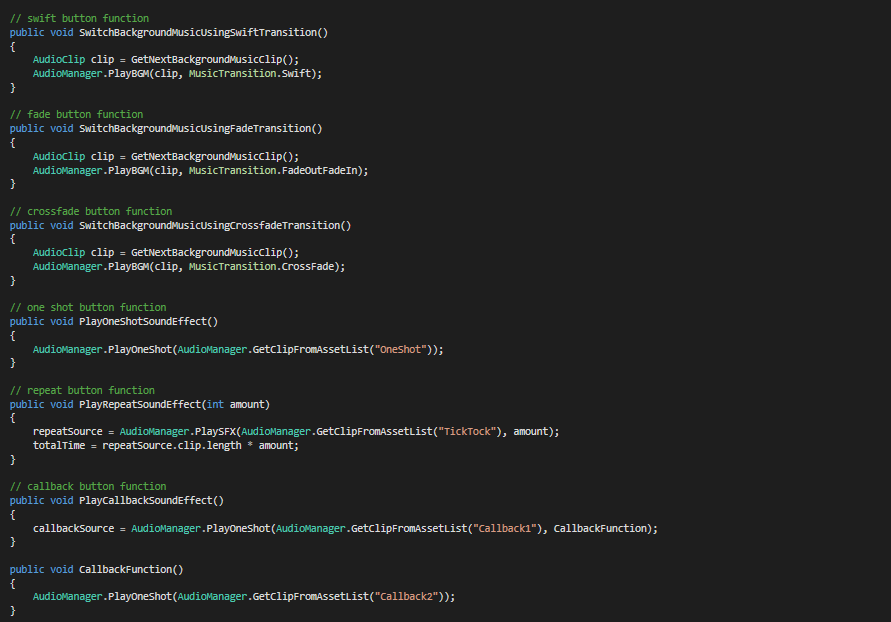 // swift button function
public void SwitchBackgroundMusicUsingSwiftTransition()
{
    AudioClip clip = GetNextBackgroundMusicClip();
    AudioManager.PlayBGM(clip, MusicTransition.Swift);
}

// fade button function
public void SwitchBackgroundMusicUsingFadeTransition()
{
    AudioClip clip = GetNextBackgroundMusicClip();
    AudioManager.PlayBGM(clip, MusicTransition.FadeOutFadeIn);
}

// crossfade button function
public void SwitchBackgroundMusicUsingCrossfadeTransition()
{
    AudioClip clip = GetNextBackgroundMusicClip();
    AudioManager.PlayBGM(clip, MusicTransition.CrossFade);
}

// one shot button function
public void PlayOneShotSoundEffect()
{
    AudioManager.PlayOneShot(AudioManager.GetClipFromAssetList("OneShot"));
}

// repeat button function
public void PlayRepeatSoundEffect(int amount)
{
    repeatSource = AudioManager.PlaySFX(AudioManager.GetClipFromAssetList("TickTock"), amount);
    totalTime = repeatSource.clip.length * amount;
}

// callback button function
public void PlayCallbackSoundEffect()
{
    callbackSource = AudioManager.PlayOneShot(AudioManager.GetClipFromAssetList("Callback1"), CallbackFunction);
}

public void CallbackFunction()
{
    AudioManager.PlayOneShot(AudioManager.GetClipFromAssetList("Callback2"));
}